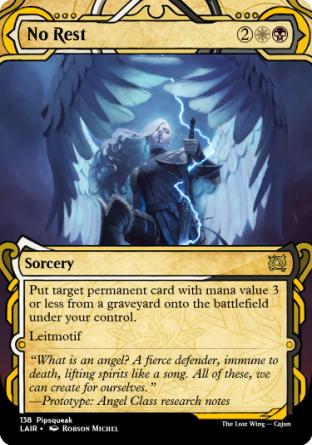 No Rest 2
Sorcery
Put target permanent card with mana value 3
or less from a graveyard onto the battlefield
under your control.
Leitmotif
“What is an angel? A fierce defender, immune to
death, lifting spirits like a song. All of these, we
can create for ourselves.”
—Prototype: Angel Class research notes
138 Pipsqueak
LAIR • Robson Michel
The Lost Wing — Cajun